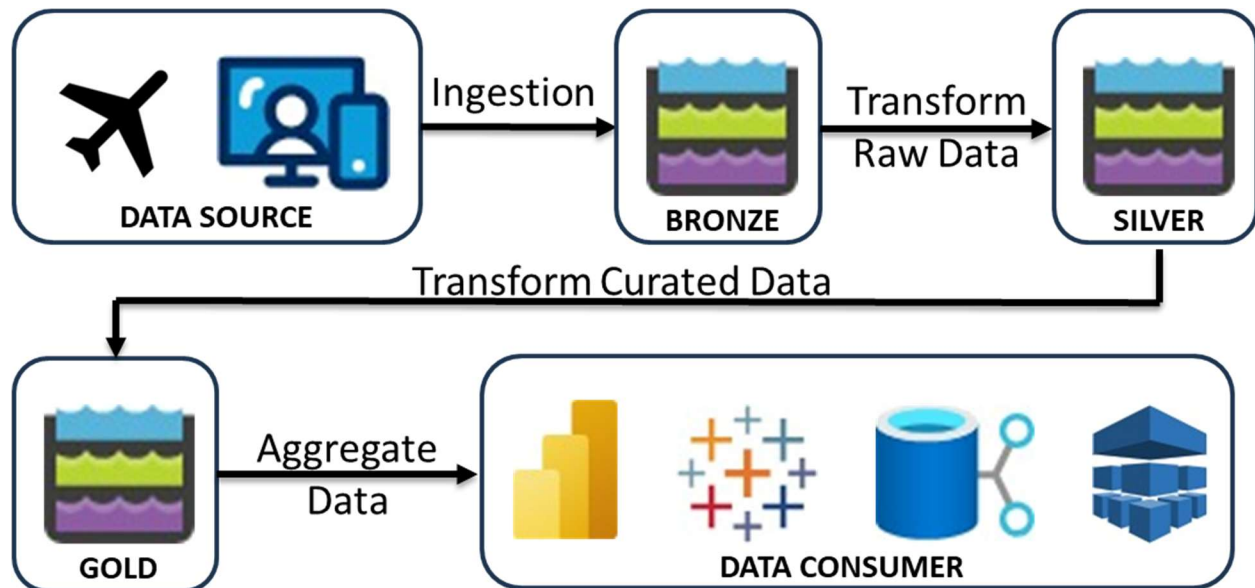 Ingestion
Transform
Raw Data
DATA SOURCE
BRONZE
SILVER
Transform Curated Data
Aggregate
Data
GOLD
DATA CONSUMER